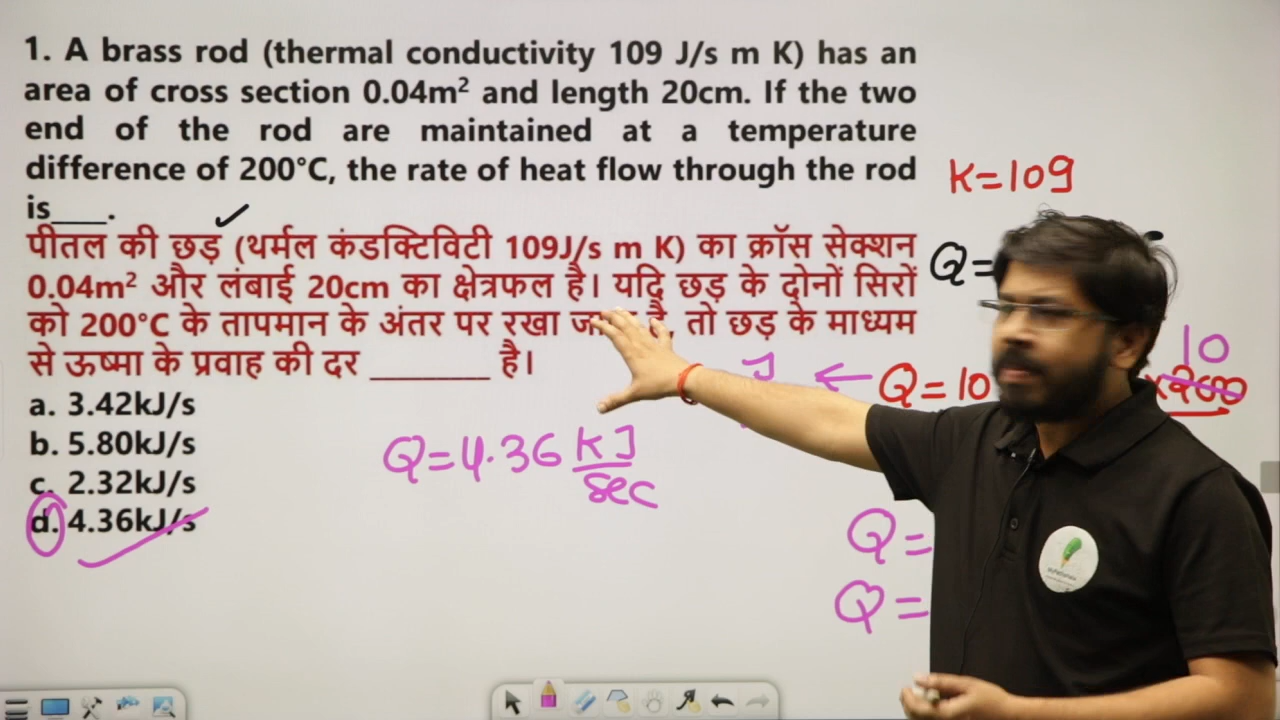 1. A brass rod (thermal conductivity 109 J/s m K) has an
area of cross section 0.04m² and length 20cm. If the two
end of the rod are maintained at a temperature
difference of 200°C, the rate of heat flow through the rod
is___.
पीतल की छड़ (थर्मल कंडक्टिविटी 109J/s m K) का क्रॉस सेक्शन
0.04m² और लंबाई 20cm का क्षेत्रफल है। यदि छड़ के दोनों सिरों
को 200°C के तापमान के अंतर पर रखा है, तो छड़ के माध्यम
से ऊष्मा के प्रवाह की दर ________ है।
a. 3.42kJ/s
b. 5.80kJ/s
c. 2.32kJ/s
d. 4.36kJ/s
Q=4.36 kJ
sec
K=109
Q=
10
J ← Q=10 x200
Q=
Q=